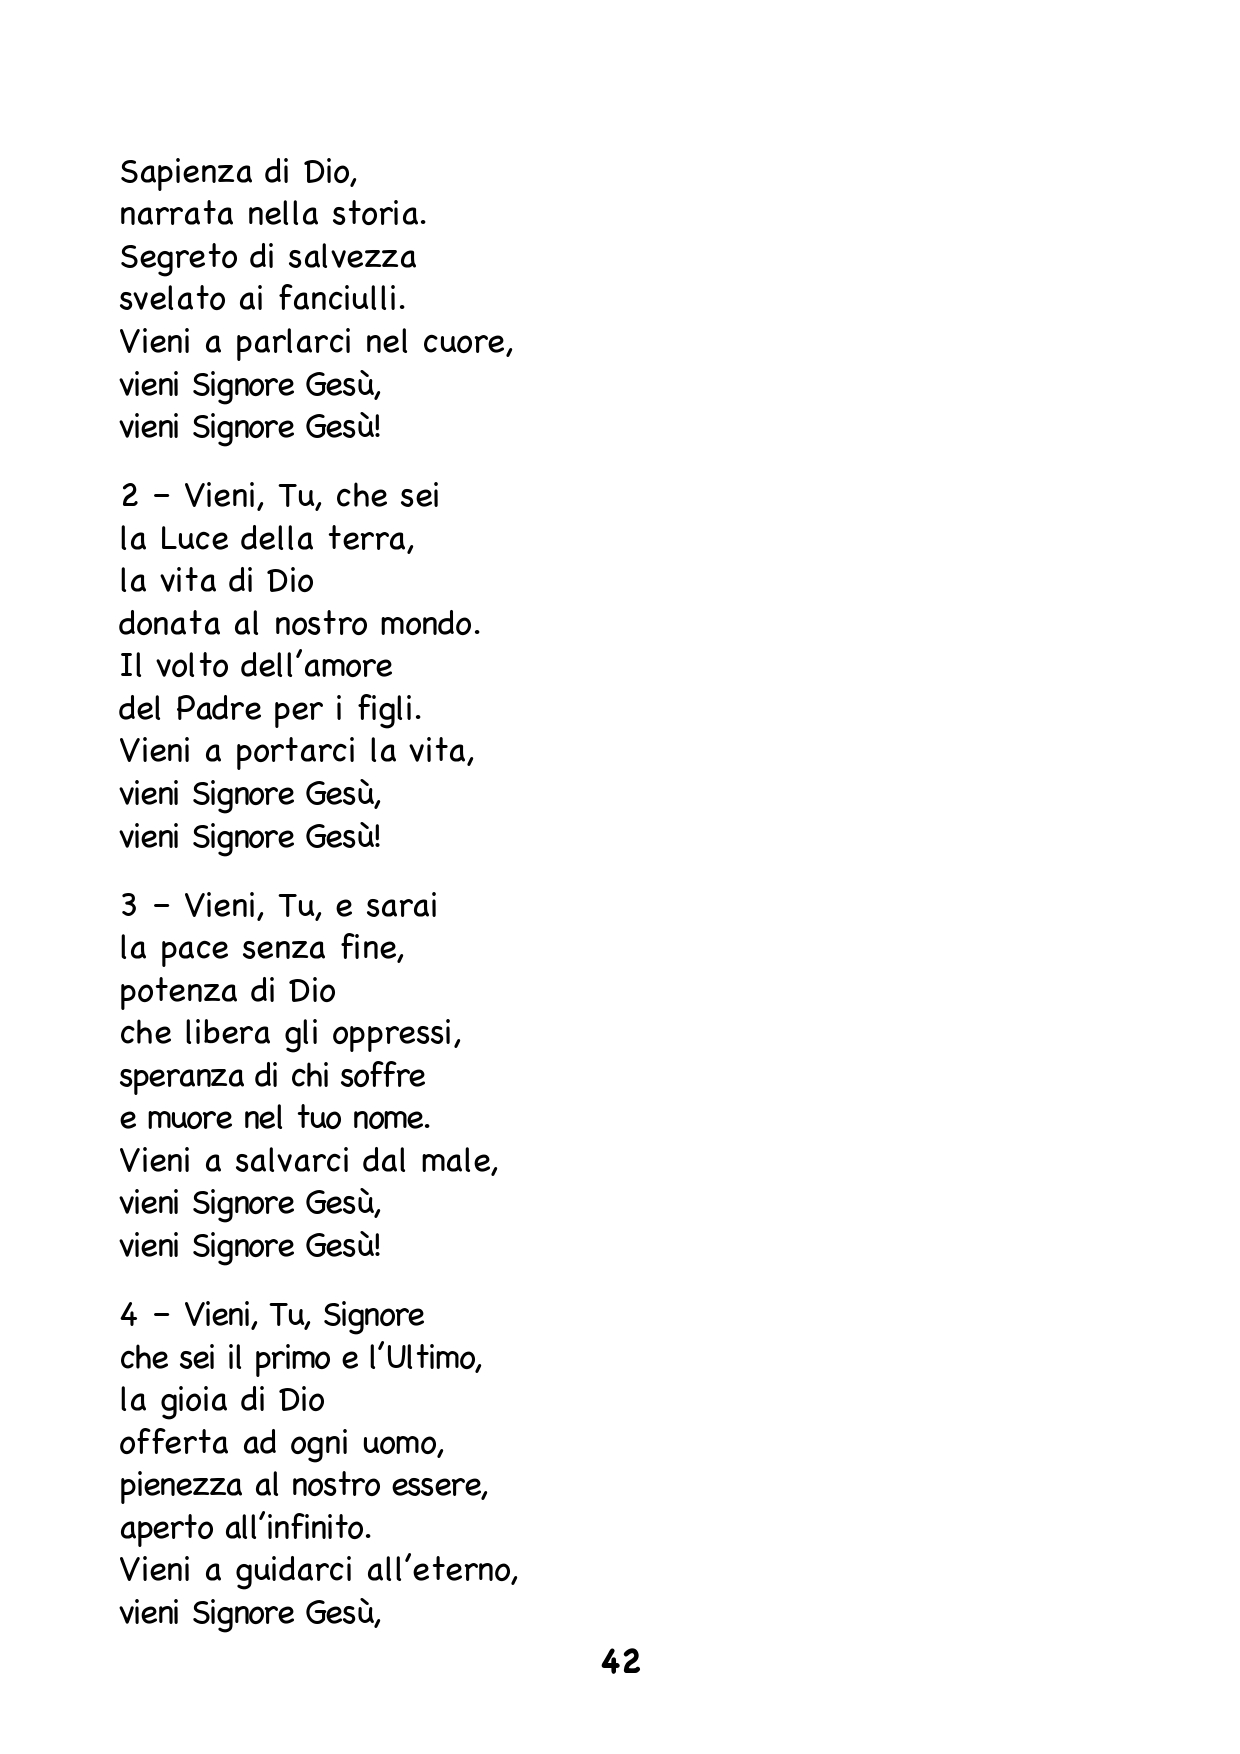 Sapienza di Dio,
narrata nella storia.
Segreto di salvezza
svelato ai fanciulli.
Vieni a parlarci nel cuore,
vieni Signore Gesù,
vieni Signore Gesù!
2 – Vieni, Tu, che sei
la Luce della terra,
la vita di Dio
donata al nostro mondo.
Il volto dell'amore
del Padre per i figli.
Vieni a portarci la vita,
vieni Signore Gesù,
vieni Signore Gesù!
3 – Vieni, Tu, e sarai
la pace senza fine,
potenza di Dio
che libera gli oppressi,
speranza di chi soffre
e muore nel tuo nome.
Vieni a salvarci dal male,
vieni Signore Gesù,
vieni Signore Gesù!
4 – Vieni, Tu, Signore
che sei il primo e l'Ultimo,
la gioia di Dio
offerta ad ogni uomo,
pienezza al nostro essere,
aperto all'infinito.
Vieni a guidarci all'eterno,
vieni Signore Gesù,
42